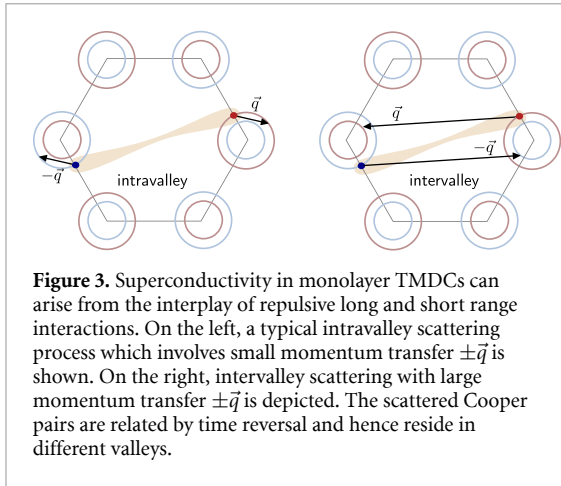 q⃗
−q⃗
intravalley
q⃗
−q⃗
intervalley
Figure 3. Superconductivity in monolayer TMDCs can
arise from the interplay of repulsive long and short range
interactions. On the left, a typical intravalley scattering
process which involves small momentum transfer ±q⃗ is
shown. On the right, intervalley scattering with large
momentum transfer ±q⃗ is depicted. The scattered Cooper
pairs are related by time reversal and hence reside in
different valleys.